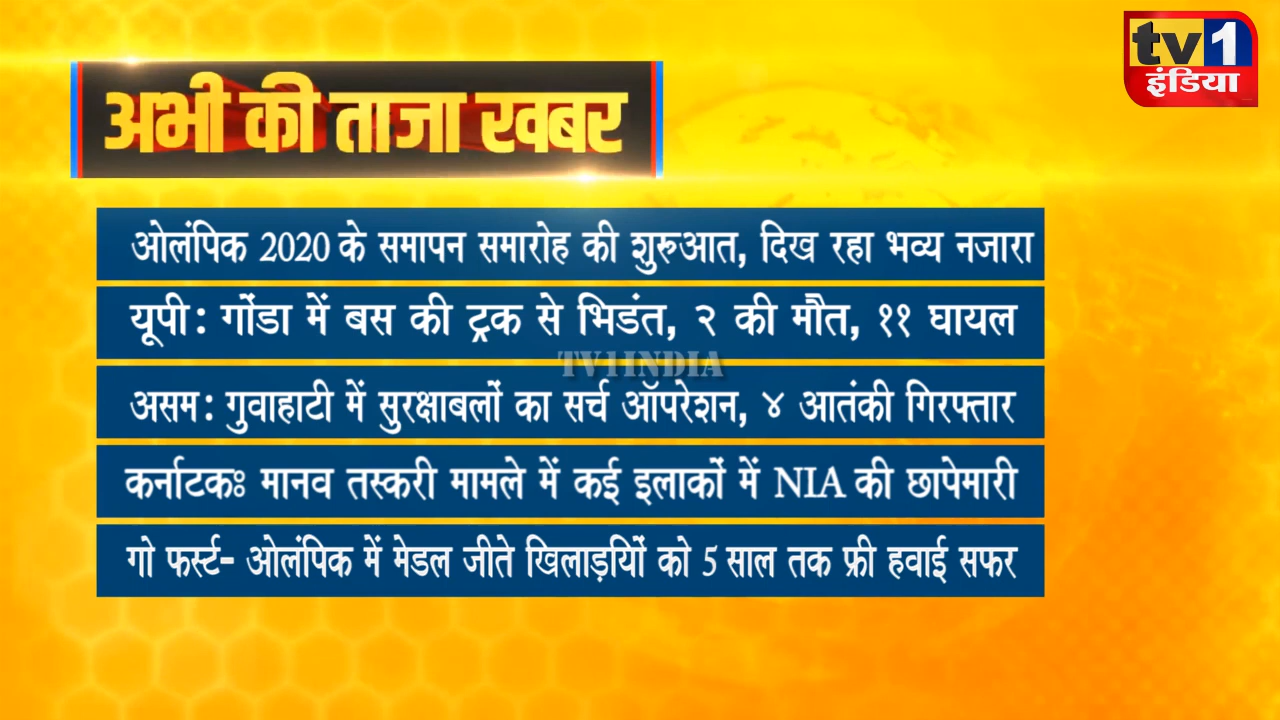 tv1
इंडिया
अभी की ताजा खबर
ओलंपिक 2020 के समापन समारोह की शुरुआत, दिख रहा भव्य नजारा
यूपी: गोंडा में बस की ट्रक से भिडंत, २ की मौत, ११ घायल
TV1INDIA
असम: गुवाहाटी में सुरक्षाबलों का सर्च ऑपरेशन, ४ आतंकी गिरफ्तार
कर्नाटकः मानव तस्करी मामले में कई इलाकों में NIA की छापेमारी
गो फर्स्ट- ओलंपिक में मेडल जीते खिलाड़ियों को 5 साल तक फ्री हवाई सफर